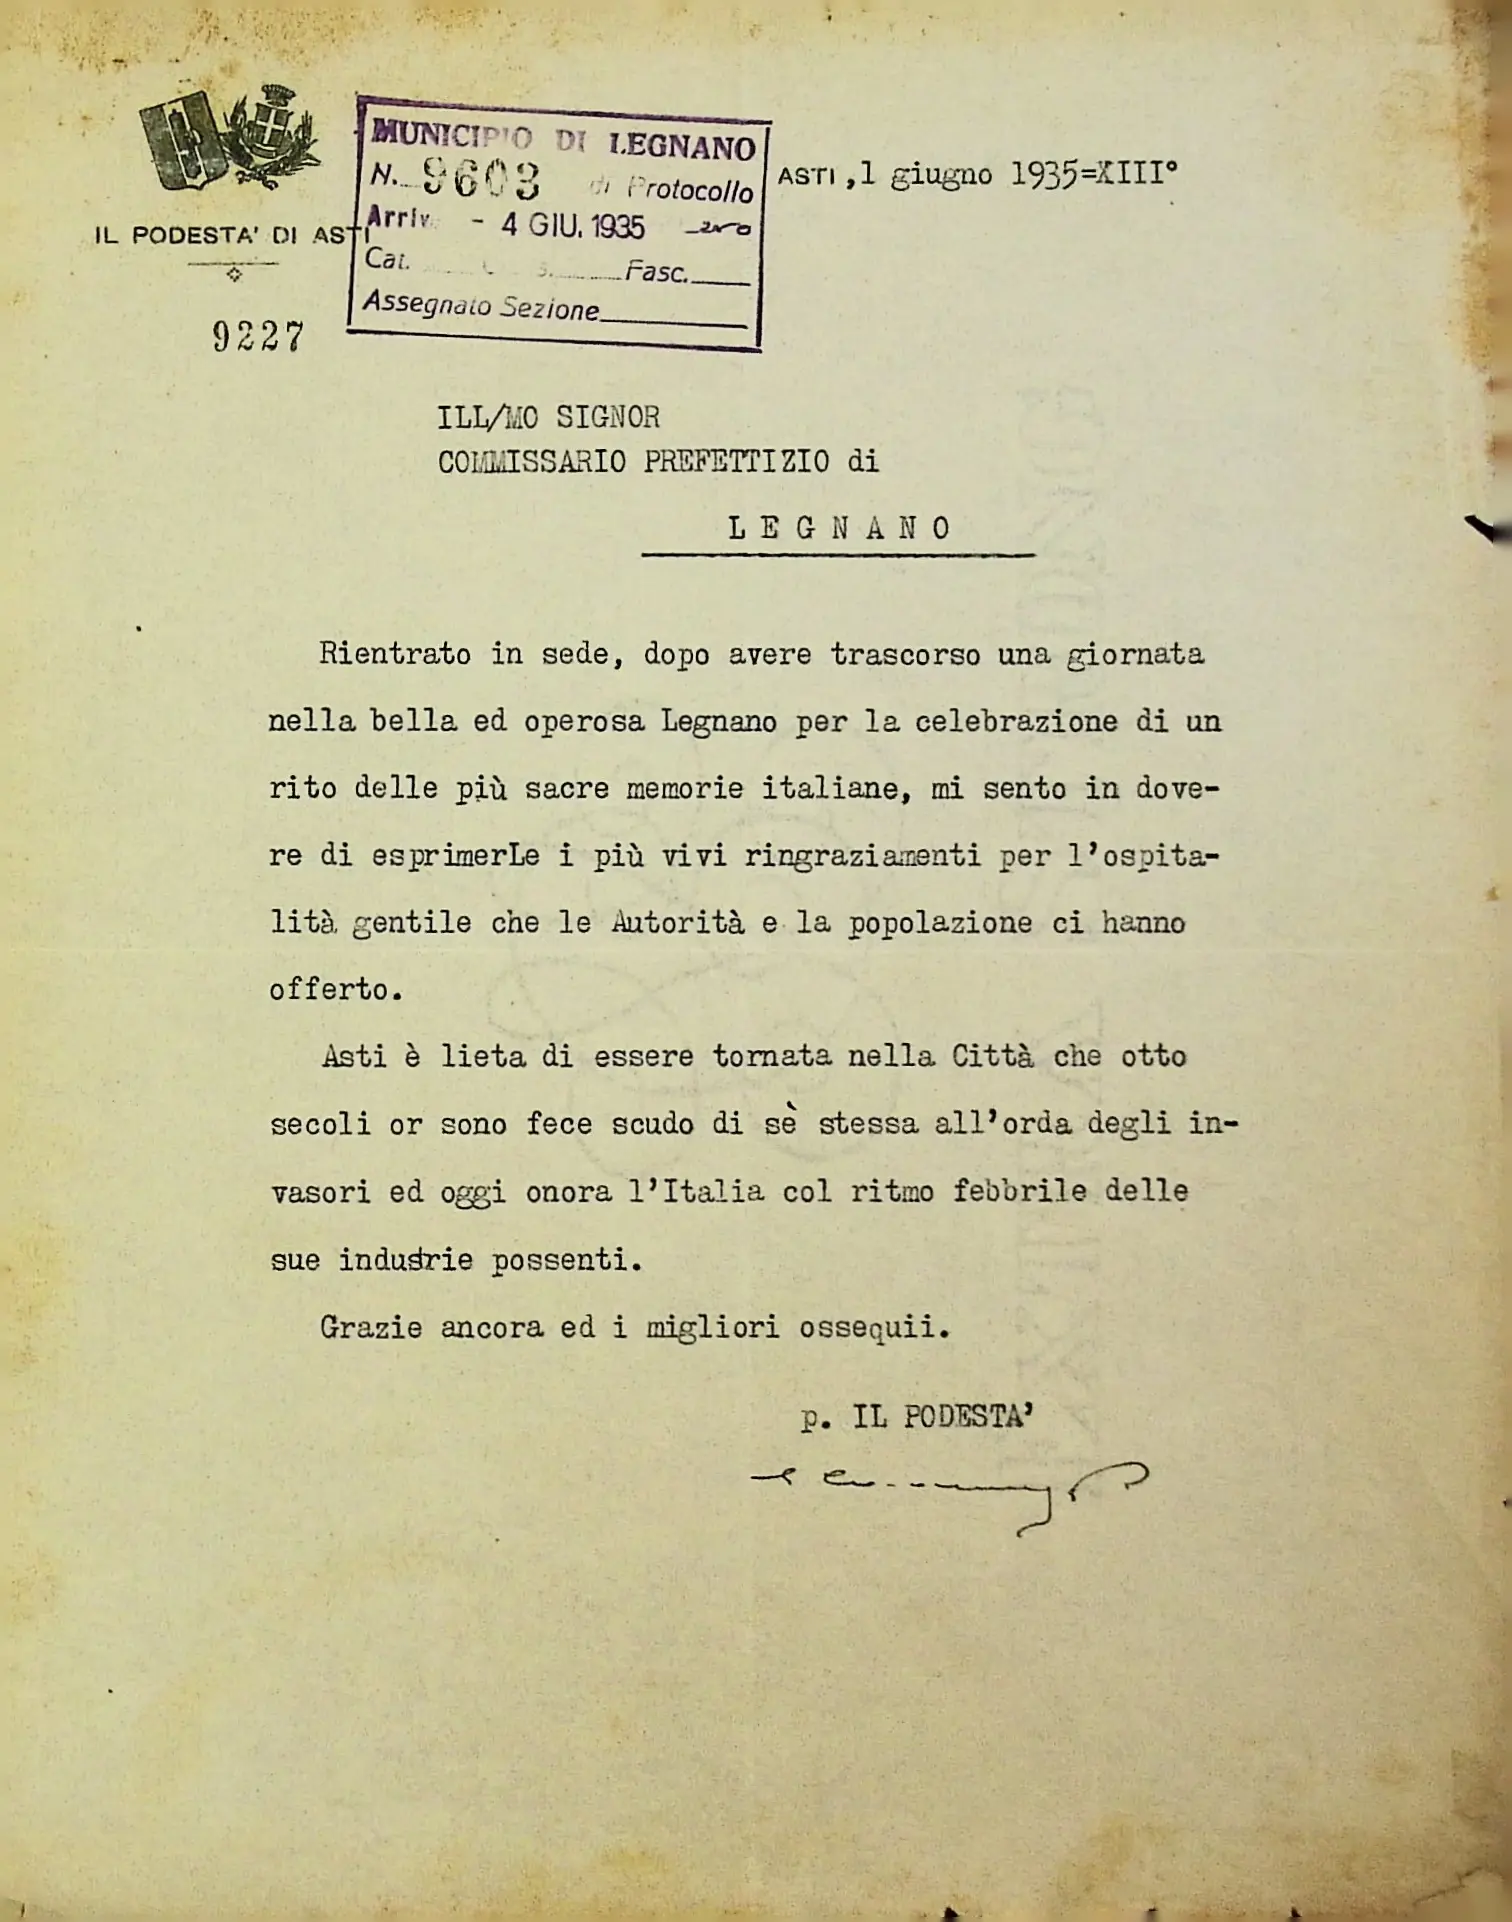 IL PODESTA' DI ASTI
9227
MUNICIPIO DI LEGNANO
N. 9603 di Protocollo
Arriv. - 4 GIU. 1935
Cat. Fasc.
Assegnato Sezione
ASTI ,1 giugno 1935=XIII°
ILL/MO SIGNOR
COMMISSARIO PREFETTIZIO di
L E G N A N O
Rientrato in sede, dopo avere trascorso una giornata
nella bella ed operosa Legnano per la celebrazione di un
rito delle più sacre memorie italiane, mi sento in dove-
re di esprimerLe i più vivi ringraziamenti per l'ospita-
lità gentile che le Autorità e la popolazione ci hanno
offerto.
Asti è lieta di essere tornata nella Città che otto
secoli or sono fece scudo di sè stessa all'orda degli in-
vasori ed oggi onora l'Italia col ritmo febbrile delle
sue industrie possenti.
Grazie ancora ed i migliori ossequii.
p. IL PODESTA'